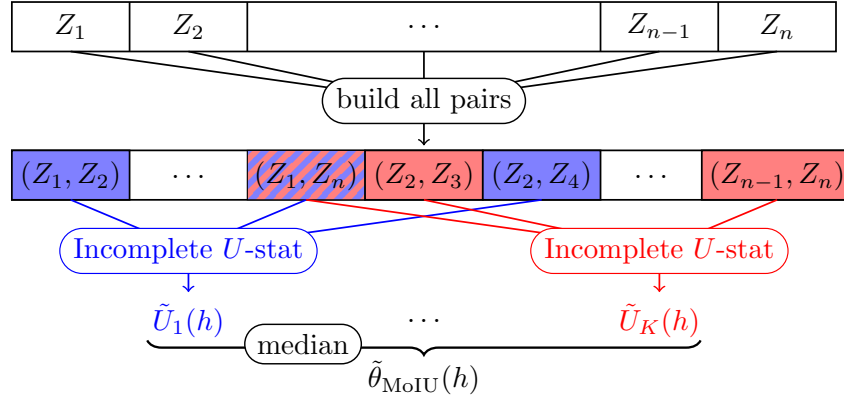 Z_1 Z_2 ⋯ Z_{n−1} Z_n
build all pairs
(Z_1, Z_2) ⋯ (Z_1, Z_n) (Z_2, Z_3) (Z_2, Z_4) ⋯ (Z_{n−1}, Z_n)
Incomplete U-stat Incomplete U-stat
Ũ_1(h) ⋯ Ũ_K(h)
median
θ̃_{MoIU}(h)